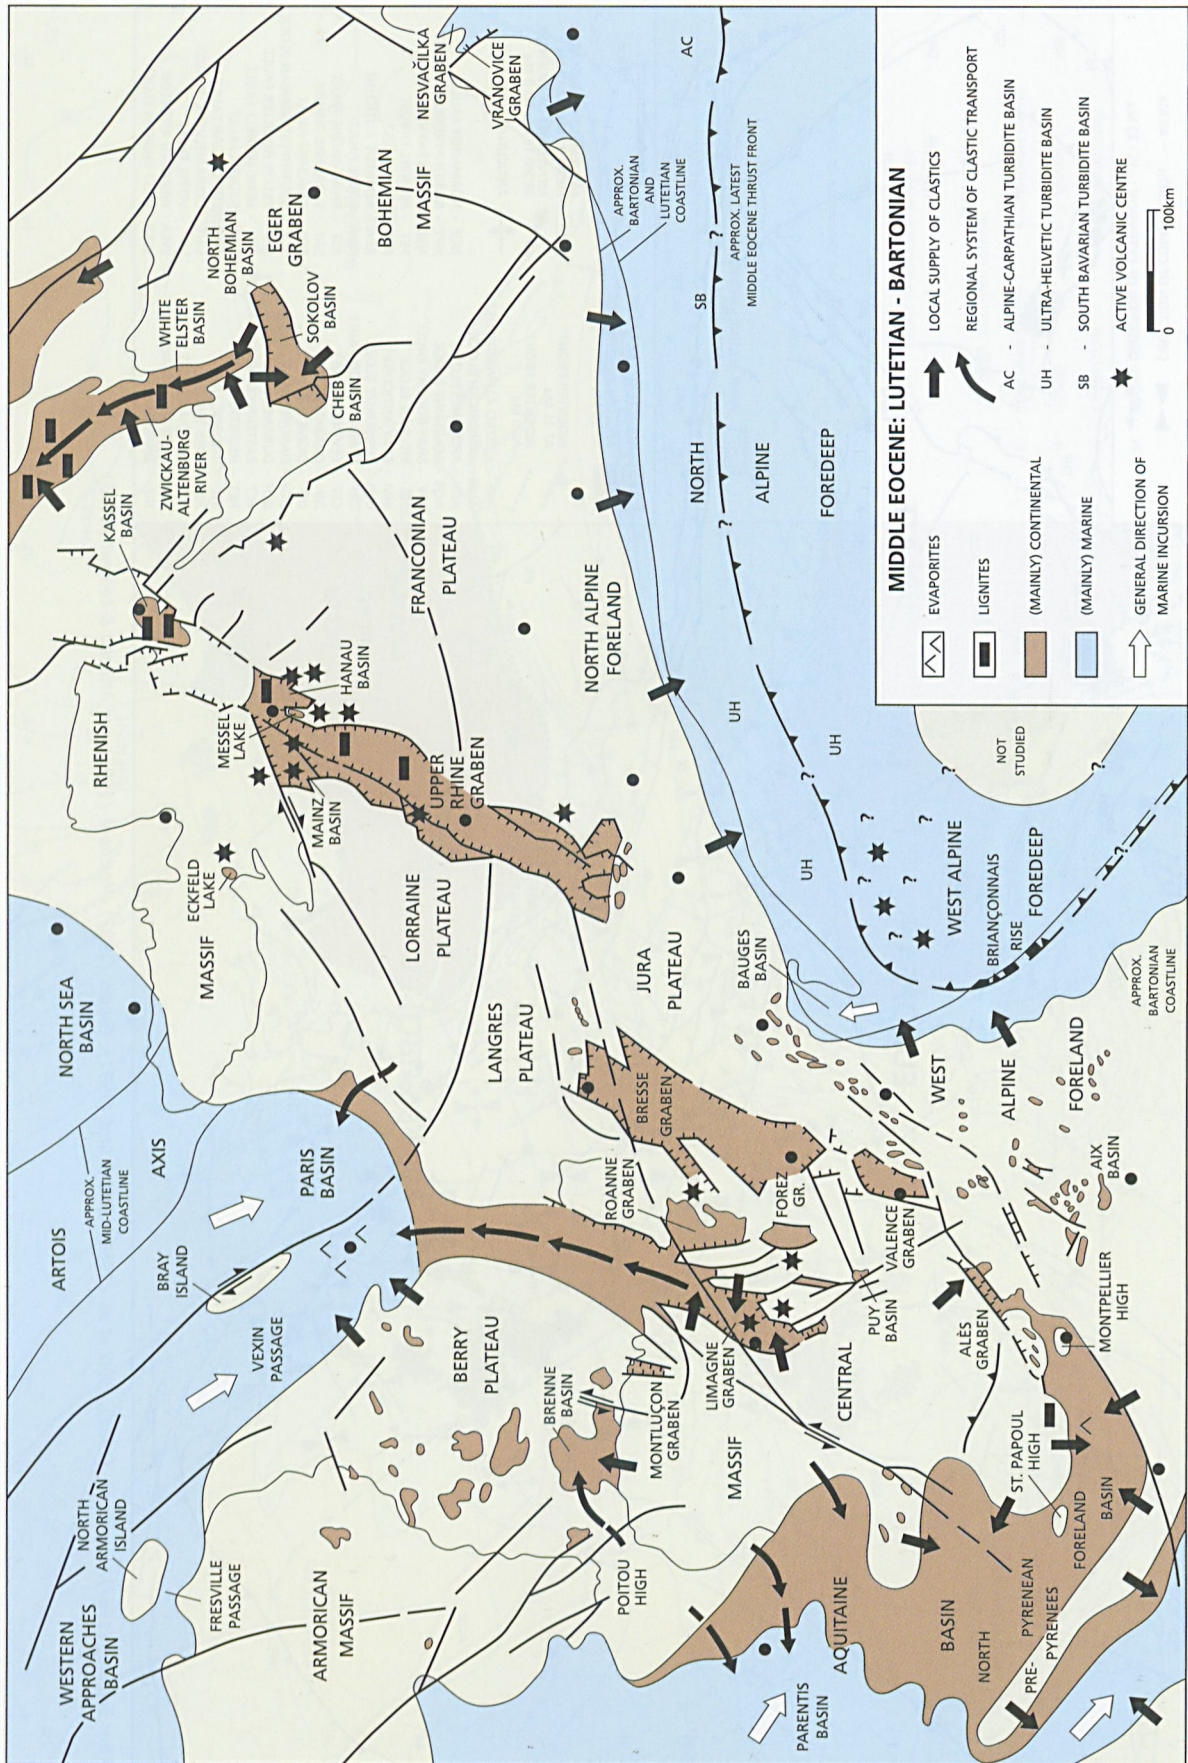 WESTERN
APPROACHES
BASIN
NORTH
ARMORICAN
ISLAND
FRESVILLE
PASSAGE
ARMORICAN
MASSIF
POITOU
HIGH
PARENTIS
BASIN
AQUITAINE
BASIN
NORTH
PYRENEAN
FORELAND
BASIN
PRE-
PYRENEES
ST. PAPOUL
HIGH
ARTOIS
AXIS
APPROX.
MID-LUTETIAN
COASTLINE
BRAY
ISLAND
VEXIN
PASSAGE
PARIS
BASIN
BERRY
PLATEAU
BRENNE
BASIN
MONTLUÇON
GRABEN
LIMAGNE
GRABEN
CENTRAL
MASSIF
PUY
BASIN
ALÈS
GRABEN
MONTPELLIER
HIGH
ROANNE
GRABEN
FOREZ
GR.
VALENCE
GRABEN
BRESSE
GRABEN
LANGRES
PLATEAU
JURA
PLATEAU
BAUGES
BASIN
WEST
ALPINE
FORELAND
AIX
BASIN
APPROX.
BARTONIAN
COASTLINE
NORTH SEA
BASIN
RHENISH
MASSIF
ECKFELD
LAKE
LORRAINE
PLATEAU
MAINZ
BASIN
MESSEL
LAKE
HANAU
BASIN
UPPER
RHINE
GRABEN
KASSEL
BASIN
FRANCONIAN
PLATEAU
NORTH ALPINE
FORELAND
ZWICKAU-
ALTENBURG
RIVER
WHITE
ELSTER
BASIN
NORTH
BOHEMIAN
BASIN
EGER
GRABEN
SOKOLOV
BASIN
CHEB
BASIN
BOHEMIAN
MASSIF
NESVAČILKA
GRABEN
VRANOVICE
GRABEN
APPROX.
BARTONIAN
AND
LUTETIAN
COASTLINE
AC
SB
?
?
APPROX. LATEST
MIDDLE EOCENE THRUST FRONT
NORTH
ALPINE
FOREDEEP
UH
UH
UH
?
?
?
?
?
?
?
?
?
WEST ALPINE
FOREDEEP
BRIANÇONNAIS
RISE
NOT
STUDIED
MIDDLE EOCENE: LUTETIAN - BARTONIAN
EVAPORITES
LIGNITES
(MAINLY) CONTINENTAL
(MAINLY) MARINE
GENERAL DIRECTION OF
MARINE INCURSION
LOCAL SUPPLY OF CLASTICS
REGIONAL SYSTEM OF CLASTIC TRANSPORT
AC - ALPINE-CARPATHIAN TURBIDITE BASIN
UH - ULTRA-HELVETIC TURBIDITE BASIN
SB - SOUTH BAVARIAN TURBIDITE BASIN
ACTIVE VOLCANIC CENTRE
0 100km